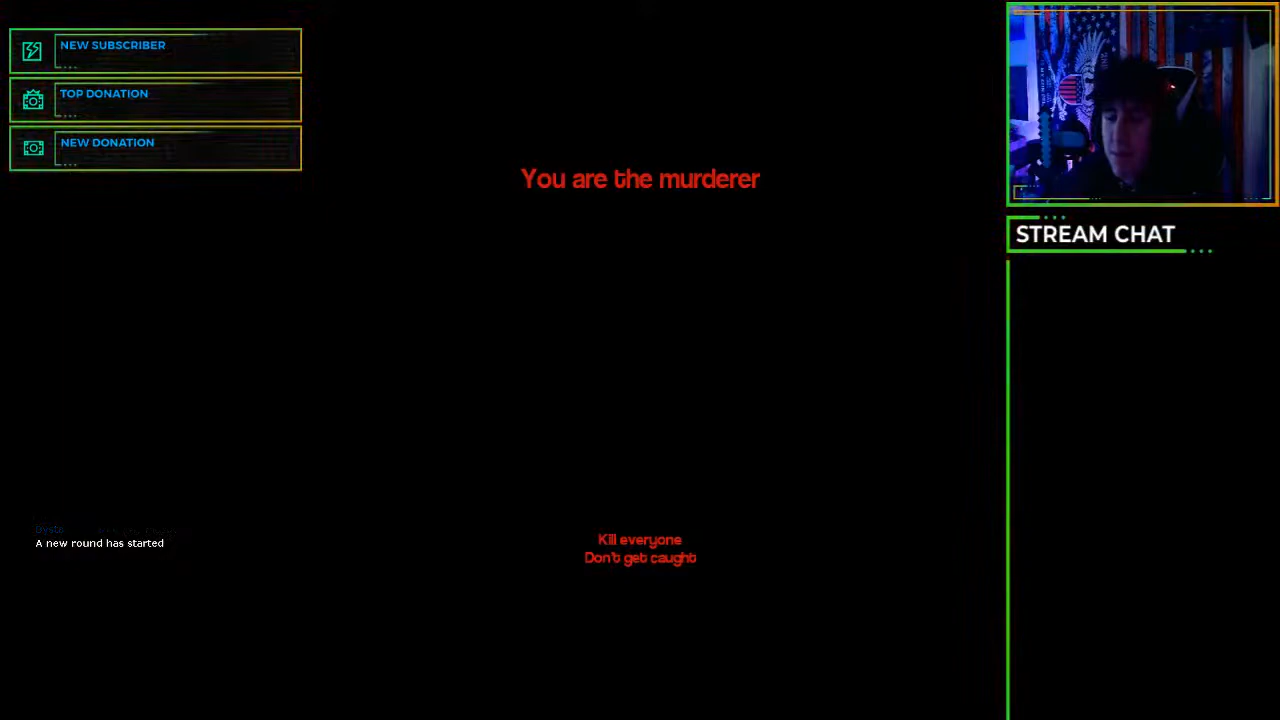 NEW SUBSCRIBER
TOP DONATION
NEW DONATION
You are the murderer
STREAM CHAT
A new round has started
Kill everyone
Don't get caught